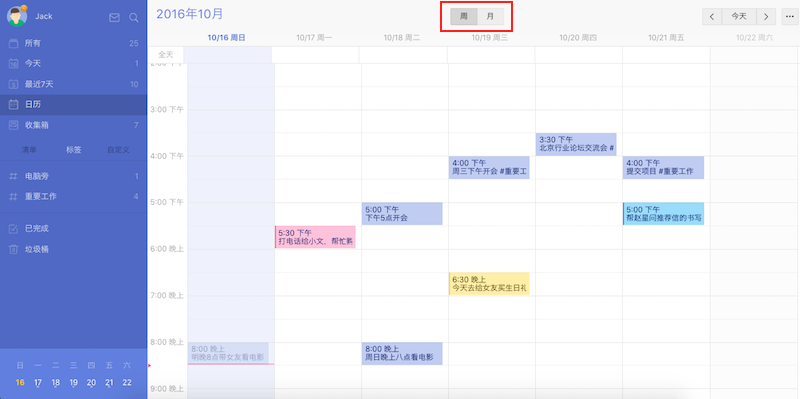 Jack
所有 25
今天 1
最近7天 10
日历
收集箱 7
清单 标签 自定义
# 电脑旁 1
# 重要工作 4
已完成
垃圾桶
日 一 二 三 四 五 六
16 17 18 19 20 21 22
2016年10月
周 月
今天
10/16 周日 10/17 周一 10/18 周二 10/19 周三 10/20 周四 10/21 周五 10/22 周六
全天
2:00 下午
3:00 下午
3:30 下午
北京行业论坛交流会 #
4:00 下午
4:00 下午
周三下午开会 #重要工
4:00 下午
提交项目 #重要工作
5:00 下午
5:00 下午
下午5点开会
5:00 下午
帮赵星问推荐信的书写
5:30 下午
打电话给小文，帮忙
6:00 晚上
6:30 晚上
今天去给女友买生日礼
7:00 晚上
8:00 晚上
8:00 晚上
明晚8点带女友看电影
8:00 晚上
周日晚上八点看电影
9:00 晚上